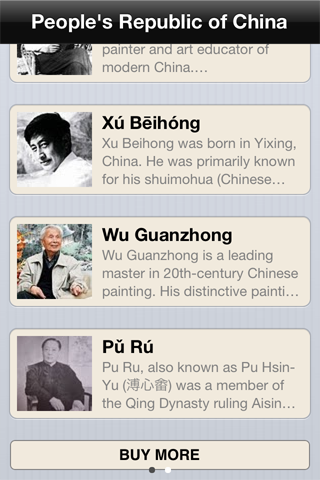 People's Republic of China
painter and art educator of
modern China.…
Xú Bēihóng
Xu Beihong was born in Yixing,
China. He was primarily known
for his shuimohua (Chinese…
Wu Guanzhong
Wu Guanzhong is a leading
master in 20th-century Chinese
painting. His distinctive painti…
Pǔ Rú
Pu Ru, also known as Pu Hsin-
Yu (溥心畬) was a member of
the Qing Dynasty ruling Aisin…
BUY MORE